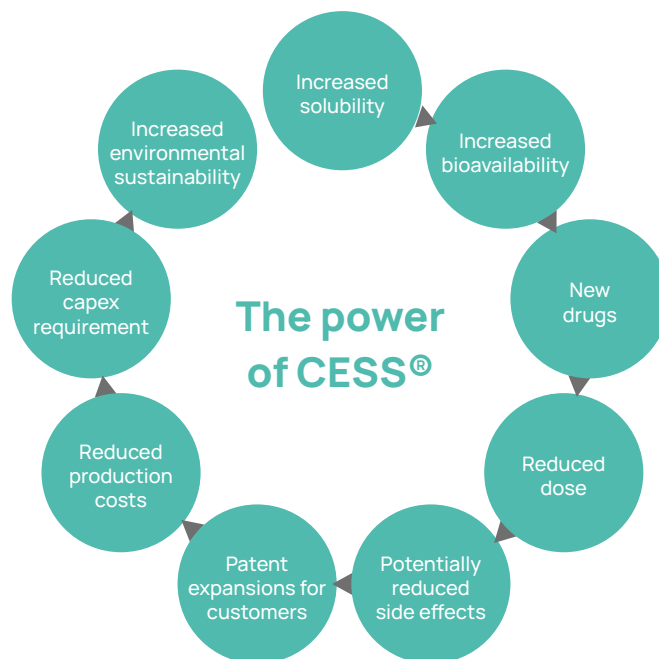 Increased
solubility
Increased
bioavailability
New
drugs
Reduced
dose
Potentially
reduced
side effects
Patent
expansions for
customers
Reduced
production
costs
Reduced
capex
requirement
Increased
environmental
sustainability
The power
of CESS®